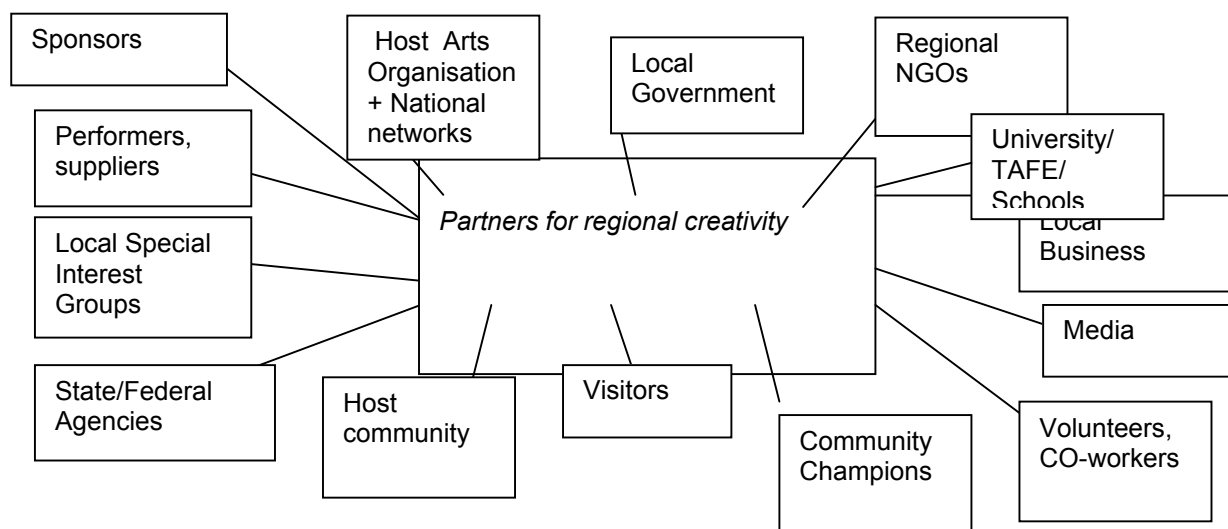 Sponsors
Host Arts
Organisation
+ National
networks
Local
Government
Regional
NGOs
Performers,
suppliers
University/
TAFE/
Schools
Partners for regional creativity
Local
Business
Local Special
Interest
Groups
Media
State/Federal
Agencies
Host
community
Visitors
Community
Champions
Volunteers,
CO-workers